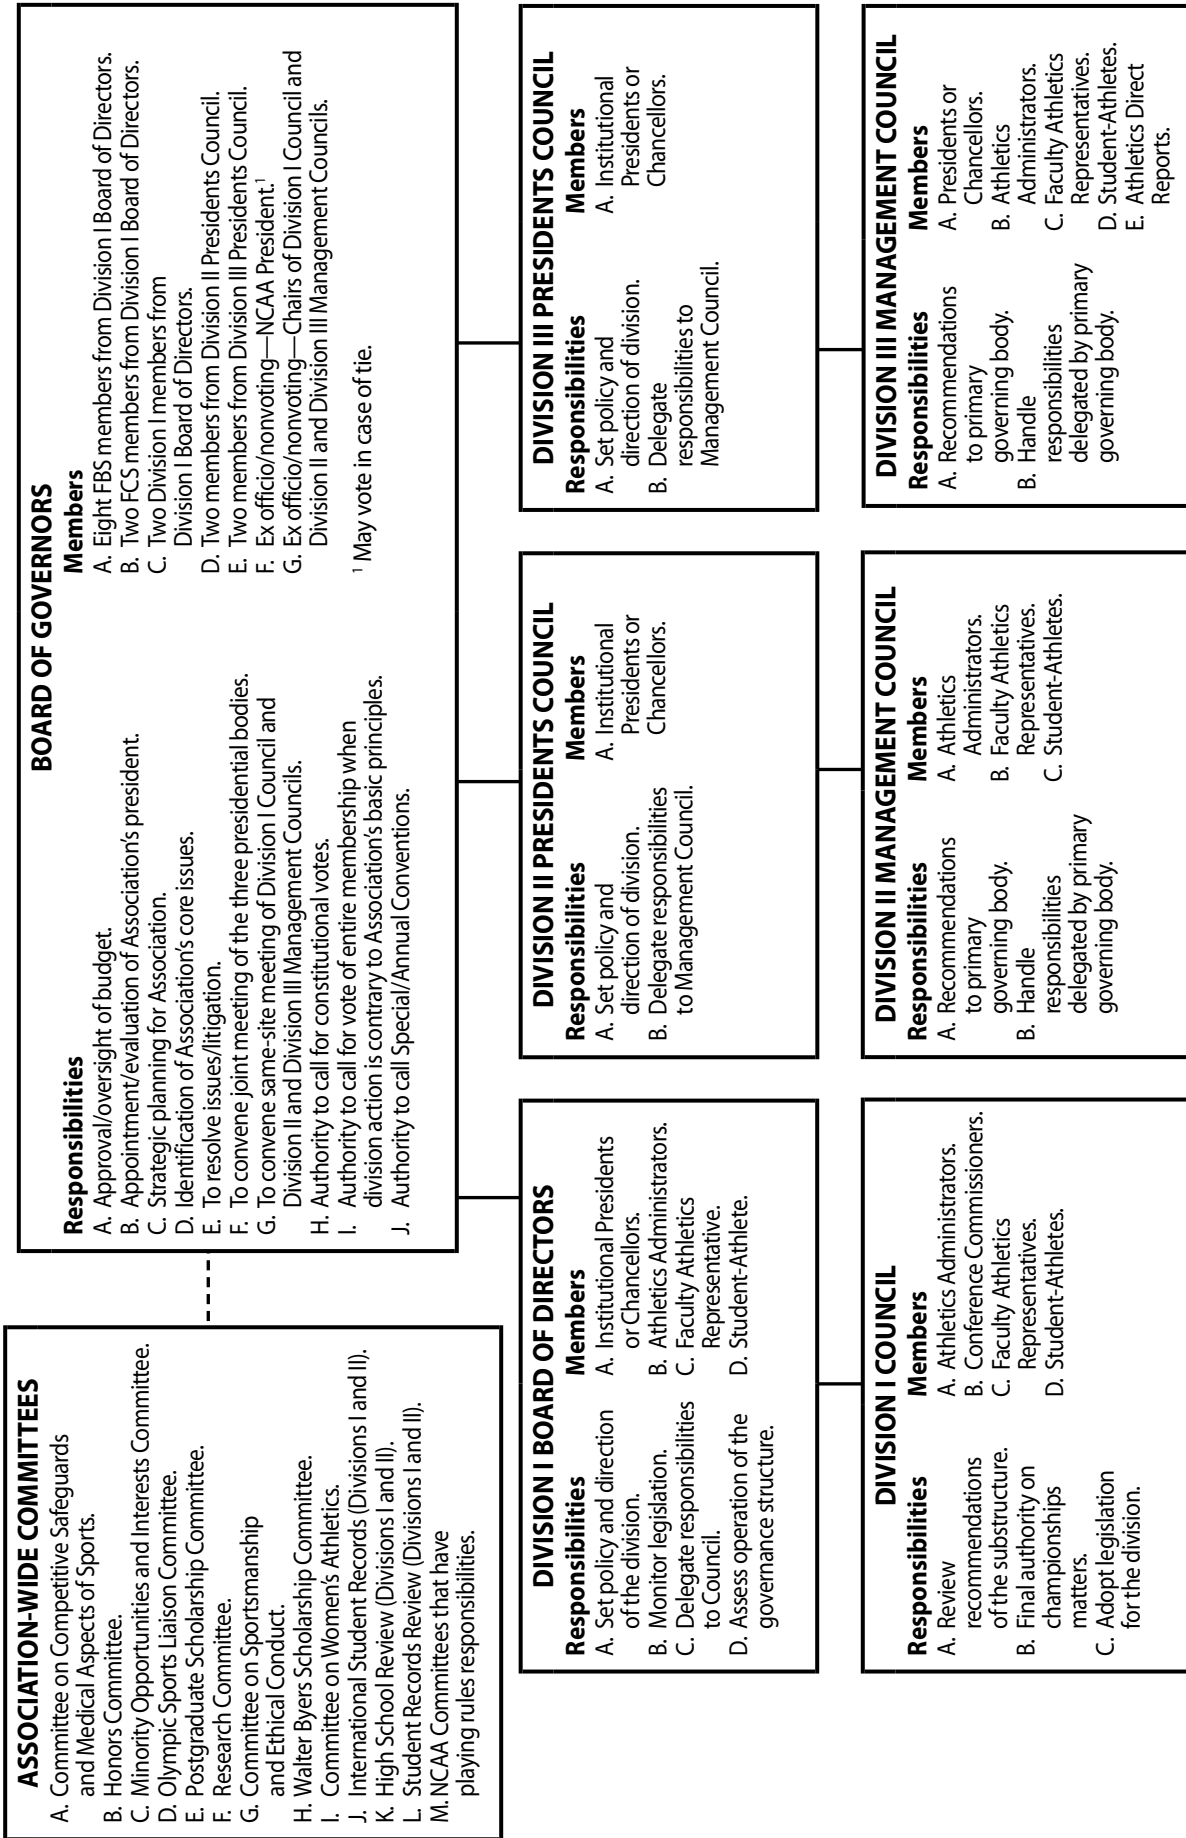 ASSOCIATION-WIDE COMMITTEES
A. Committee on Competitive Safeguards
and Medical Aspects of Sports.
B. Honors Committee.
C. Minority Opportunities and Interests Committee.
D. Olympic Sports Liaison Committee.
E. Postgraduate Scholarship Committee.
F. Research Committee.
G. Committee on Sportsmanship
and Ethical Conduct.
H. Walter Byers Scholarship Committee.
I. Committee on Women's Athletics.
J. International Student Records (Divisions I and II).
K. High School Review (Divisions I and II).
L. Student Records Review (Divisions I and II).
M. NCAA Committees that have
playing rules responsibilities.
BOARD OF GOVERNORS
Responsibilities
A. Approval/oversight of budget.
B. Appointment/evaluation of Association's president.
C. Strategic planning for Association.
D. Identification of Association's core issues.
E. To resolve issues/litigation.
F. To convene joint meeting of the three presidential bodies.
G. To convene same-site meeting of Division I Council and
Division II and Division III Management Councils.
H. Authority to call for constitutional votes.
I. Authority to call for vote of entire membership when
division action is contrary to Association's basic principles.
J. Authority to call Special/Annual Conventions.
Members
A. Eight FBS members from Division I Board of Directors.
B. Two FCS members from Division I Board of Directors.
C. Two Division I members from
Division I Board of Directors.
D. Two members from Division II Presidents Council.
E. Two members from Division III Presidents Council.
F. Ex officio/nonvoting—NCAA President.¹
G. Ex officio/nonvoting—Chairs of Division I Council and
Division II and Division III Management Councils.
¹ May vote in case of tie.
DIVISION I BOARD OF DIRECTORS
Responsibilities
A. Set policy and direction
of the division.
B. Monitor legislation.
C. Delegate responsibilities
to Council.
D. Assess operation of the
governance structure.
Members
A. Institutional Presidents
or Chancellors.
B. Athletics Administrators.
C. Faculty Athletics
Representative.
D. Student-Athlete.
DIVISION II PRESIDENTS COUNCIL
Responsibilities
A. Set policy and
direction of division.
B. Delegate responsibilities
to Management Council.
Members
A. Institutional
Presidents or
Chancellors.
DIVISION III PRESIDENTS COUNCIL
Responsibilities
A. Set policy and
direction of division.
B. Delegate
responsibilities to
Management Council.
Members
A. Institutional
Presidents or
Chancellors.
DIVISION I COUNCIL
Responsibilities
A. Review
recommendations
of the substructure.
B. Final authority on
championships
matters.
C. Adopt legislation
for the division.
Members
A. Athletics Administrators.
B. Conference Commissioners.
C. Faculty Athletics
Representatives.
D. Student-Athletes.
DIVISION II MANAGEMENT COUNCIL
Responsibilities
A. Recommendations
to primary
governing body.
B. Handle
responsibilities
delegated by primary
governing body.
Members
A. Athletics
Administrators.
B. Faculty Athletics
Representatives.
C. Student-Athletes.
DIVISION III MANAGEMENT COUNCIL
Responsibilities
A. Recommendations
to primary
governing body.
B. Handle
responsibilities
delegated by primary
governing body.
Members
A. Presidents or
Chancellors.
B. Athletics
Administrators.
C. Faculty Athletics
Representatives.
D. Student-Athletes.
E. Athletics Direct
Reports.